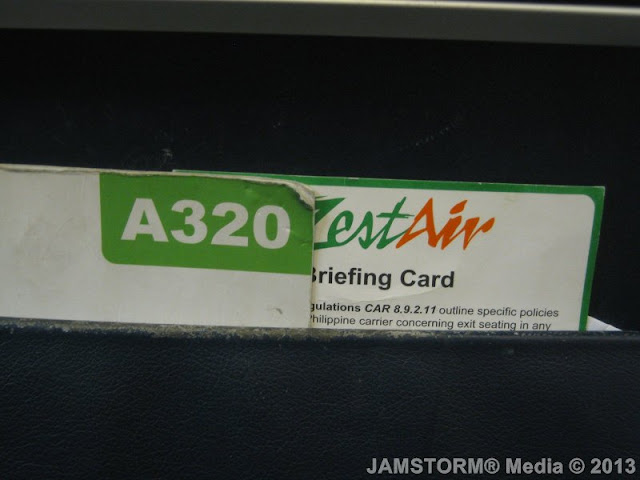 A320
ZestAir
Briefing Card
gulations CAR 8.9.2.11 outline specific policies
Philippine carrier concerning exit seating in any
JAMSTORM® Media © 2013